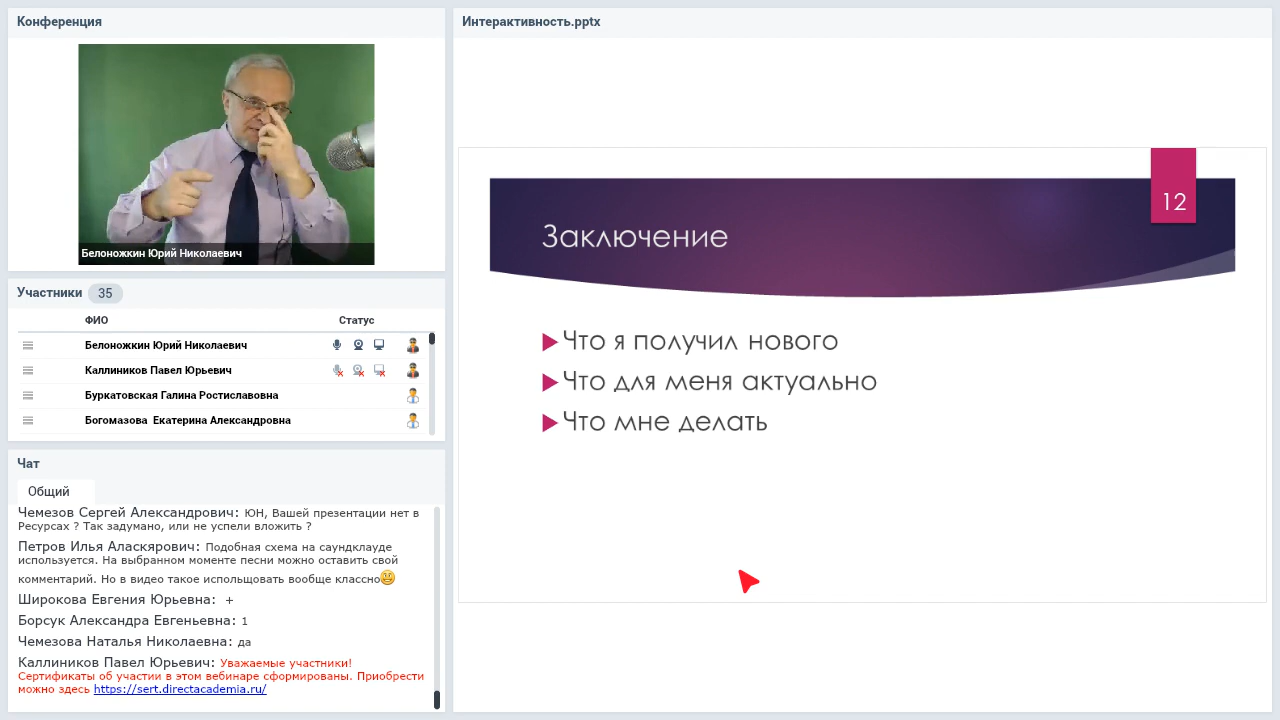 Конференция
Белоножкин Юрий Николаевич
Участники 35
ФИО Статус
Белоножкин Юрий Николаевич
Каллиников Павел Юрьевич
Буркатовская Галина Ростиславовна
Богомазова Екатерина Александровна
Чат
Общий
Чемезов Сергей Александрович: ЮН, Вашей презентации нет в
Ресурсах ? Так задумано, или не успели вложить ?
Петров Илья Аласкярович: Подобная схема на саундклауде
используется. На выбранном моменте песни можно оставить свой
комментарий. Но в видео такое испольщовать вообще классно
Широкова Евгения Юрьевна: +
Борсук Александра Евгеньевна: 1
Чемезова Наталья Николаевна: да
Каллиников Павел Юрьевич: Уважаемые участники!
Сертификаты об участии в этом вебинаре сформированы. Приобрести
можно здесь https://sert.directacademia.ru/
Интерактивность.pptx
12
Заключение
Что я получил нового
Что для меня актуально
Что мне делать